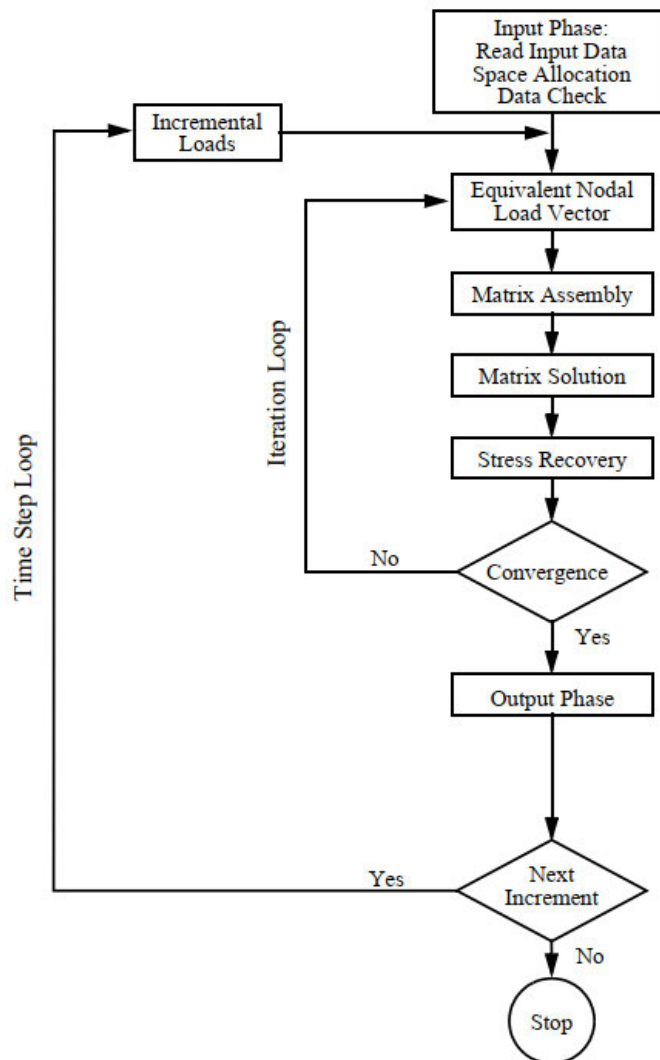 Input Phase:
Read Input Data
Space Allocation
Data Check
Incremental
Loads
Equivalent Nodal
Load Vector
Matrix Assembly
Matrix Solution
Stress Recovery
Iteration Loop
Time Step Loop
No
Convergence
Yes
Output Phase
Yes
Next
Increment
No
Stop